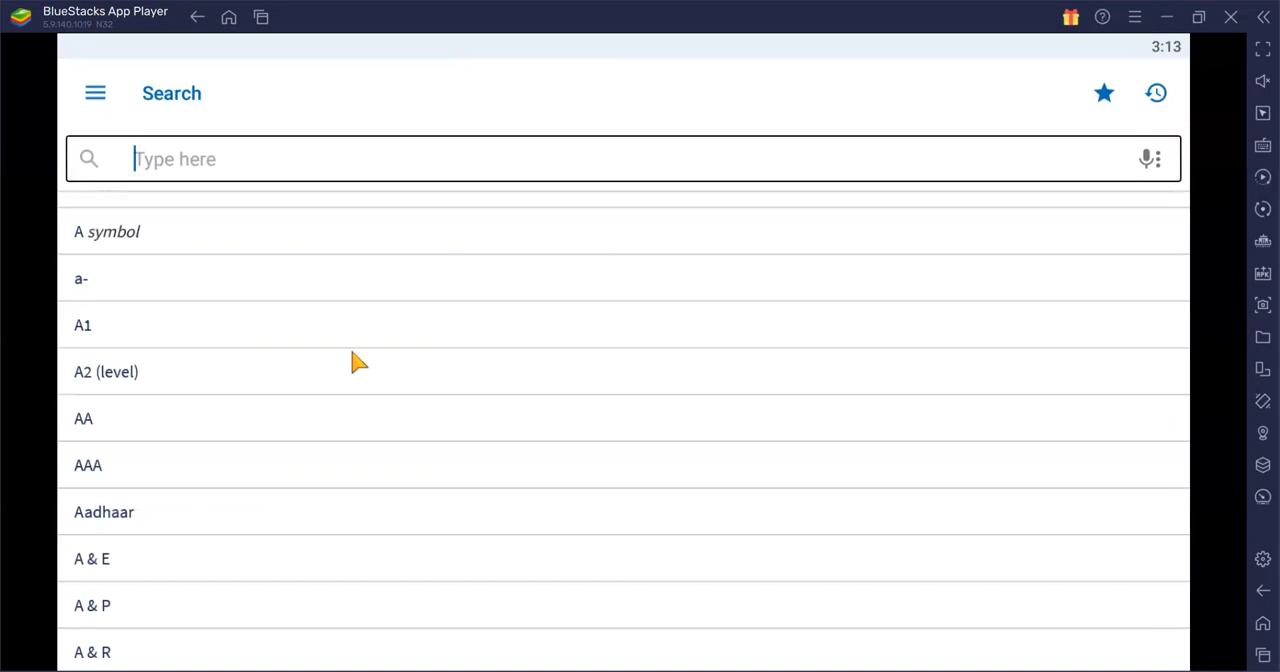 BlueStacks App Player
5.9.140.1019 N32
3:13
Search
Type here
A symbol
a-
A1
A2 (level)
AA
AAA
Aadhaar
A & E
A & P
A & R